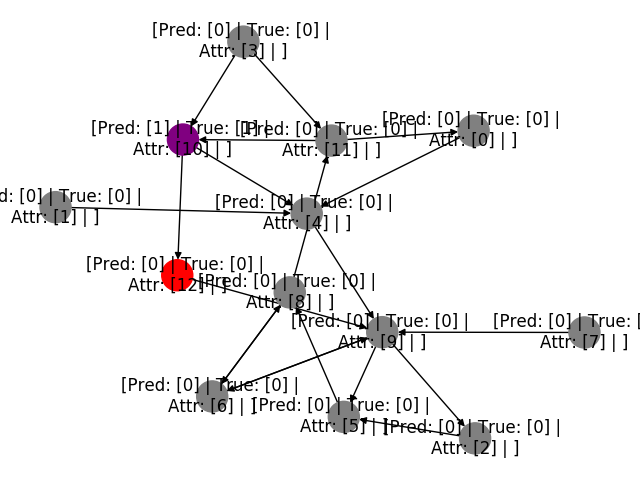 [Pred: [0] | True: [0] |
Attr: [3] | ]
[Pred: [1] | True: [1] |
Attr: [10] | ]
[Pred: [0] | True: [0] |
Attr: [11] | ]
[Pred: [0] | True: [0] |
Attr: [0] | ]
d: [0] | True: [0] |
Attr: [1] | ]
[Pred: [0] | True: [0] |
Attr: [4] | ]
[Pred: [0] | True: [0] |
Attr: [12] | ]
[Pred: [0] | True: [0] |
Attr: [8] | ]
[Pred: [0] | True: [0] |
Attr: [9] | ]
[Pred: [0] | True: [
Attr: [7] | ]
[Pred: [0] | True: [0] |
Attr: [6] | ]
[Pred: [0] | True: [0] |
Attr: [5] | ]
[Pred: [0] | True: [0] |
Attr: [2] | ]